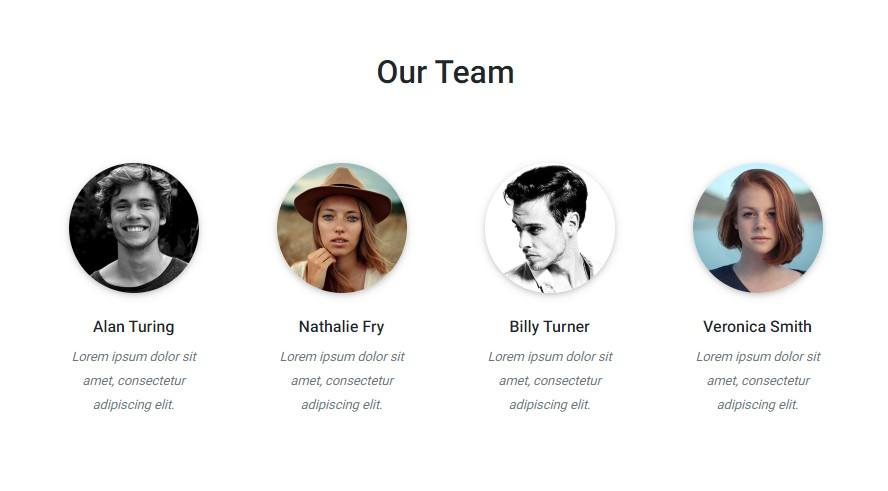 Our Team
Alan Turing
Nathalie Fry
Billy Turner
Veronica Smith
Lorem ipsum dolor sit
amet, consectetur
adipiscing elit.
Lorem ipsum dolor sit
amet, consectetur
adipiscing elit.
Lorem ipsum dolor sit
amet, consectetur
adipiscing elit.
Lorem ipsum dolor sit
amet, consectetur
adipiscing elit.